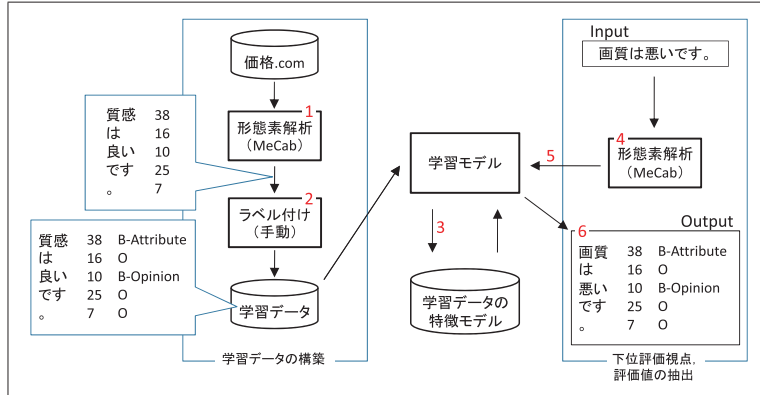 価格.com
1
形態素解析
（MeCab）
質感 38
は 16
良い 10
です 25
。 7
2
ラベル付け
（手動）
質感 38 B-Attribute
は 16 O
良い 10 B-Opinion
です 25 O
。 7 O
学習データ
学習データの構築
学習モデル
3
学習データの
特徴モデル
Input
画質は悪いです。
4
形態素解析
（MeCab）
5
6
Output
画質 38 B-Attribute
は 16 O
悪い 10 B-Opinion
です 25 O
。 7 O
下位評価視点，
評価値の抽出